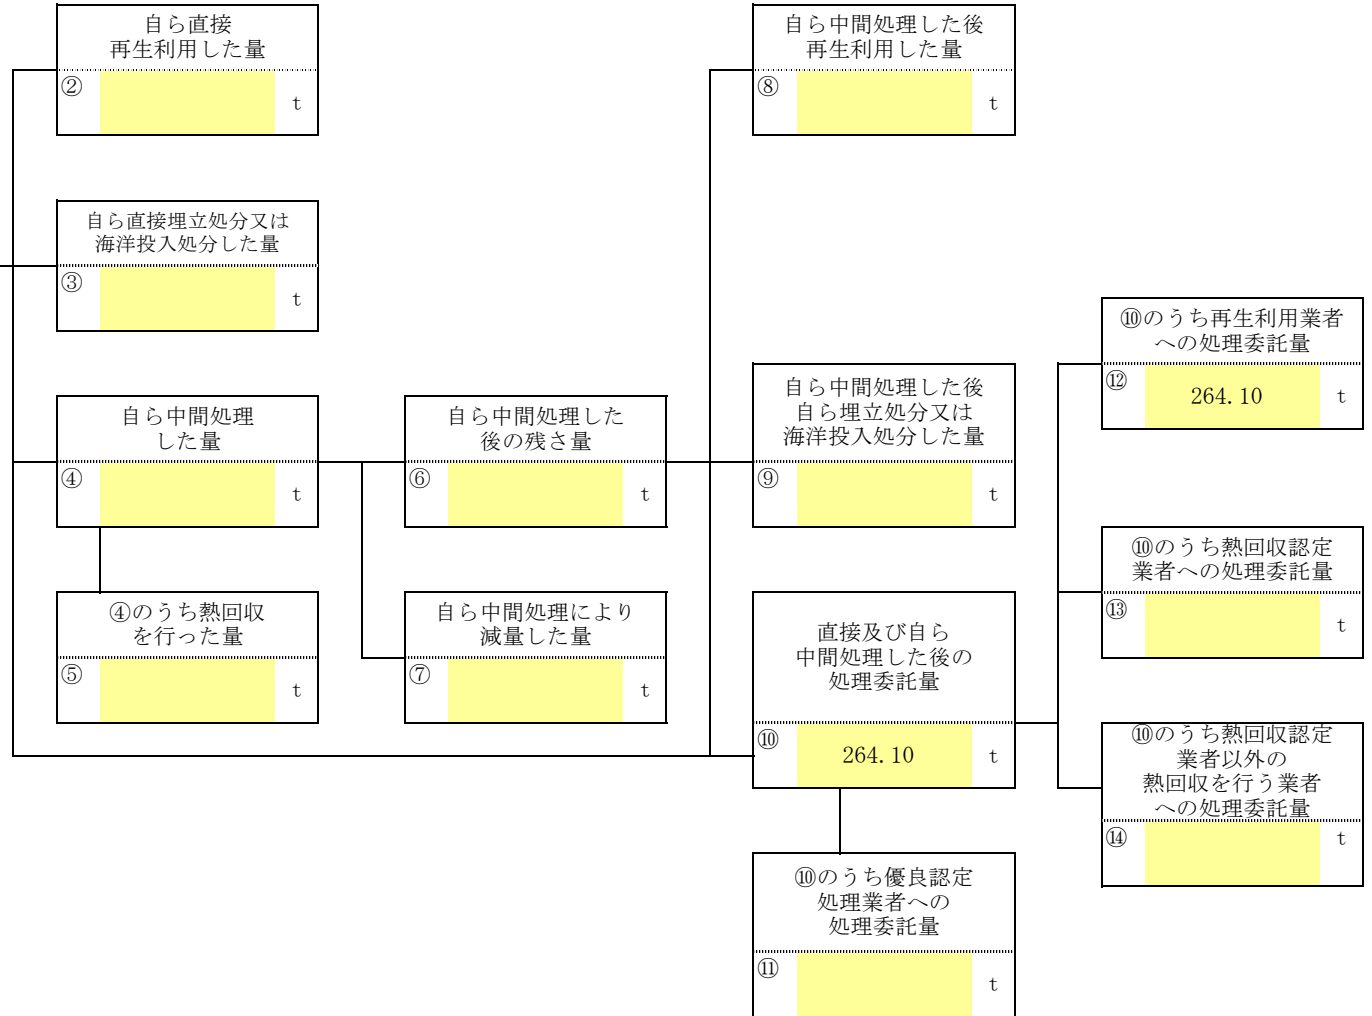 自ら直接
再生利用した量
②
t
自ら中間処理した後
再生利用した量
⑧
t
自ら直接埋立処分又は
海洋投入処分した量
③
t
⑩のうち再生利用業者
への処理委託量
⑫
264.10
t
自ら中間処理
した量
④
t
自ら中間処理した
後の残さ量
⑥
t
自ら中間処理した後
自ら埋立処分又は
海洋投入処分した量
⑨
t
⑩のうち熱回収認定
業者への処理委託量
⑬
t
④のうち熱回収
を行った量
⑤
t
自ら中間処理により
減量した量
⑦
t
直接及び自ら
中間処理した後の
処理委託量
⑩
264.10
t
⑩のうち熱回収認定
業者以外の
熱回収を行う業者
への処理委託量
⑭
t
⑩のうち優良認定
処理業者への
処理委託量
⑪
t